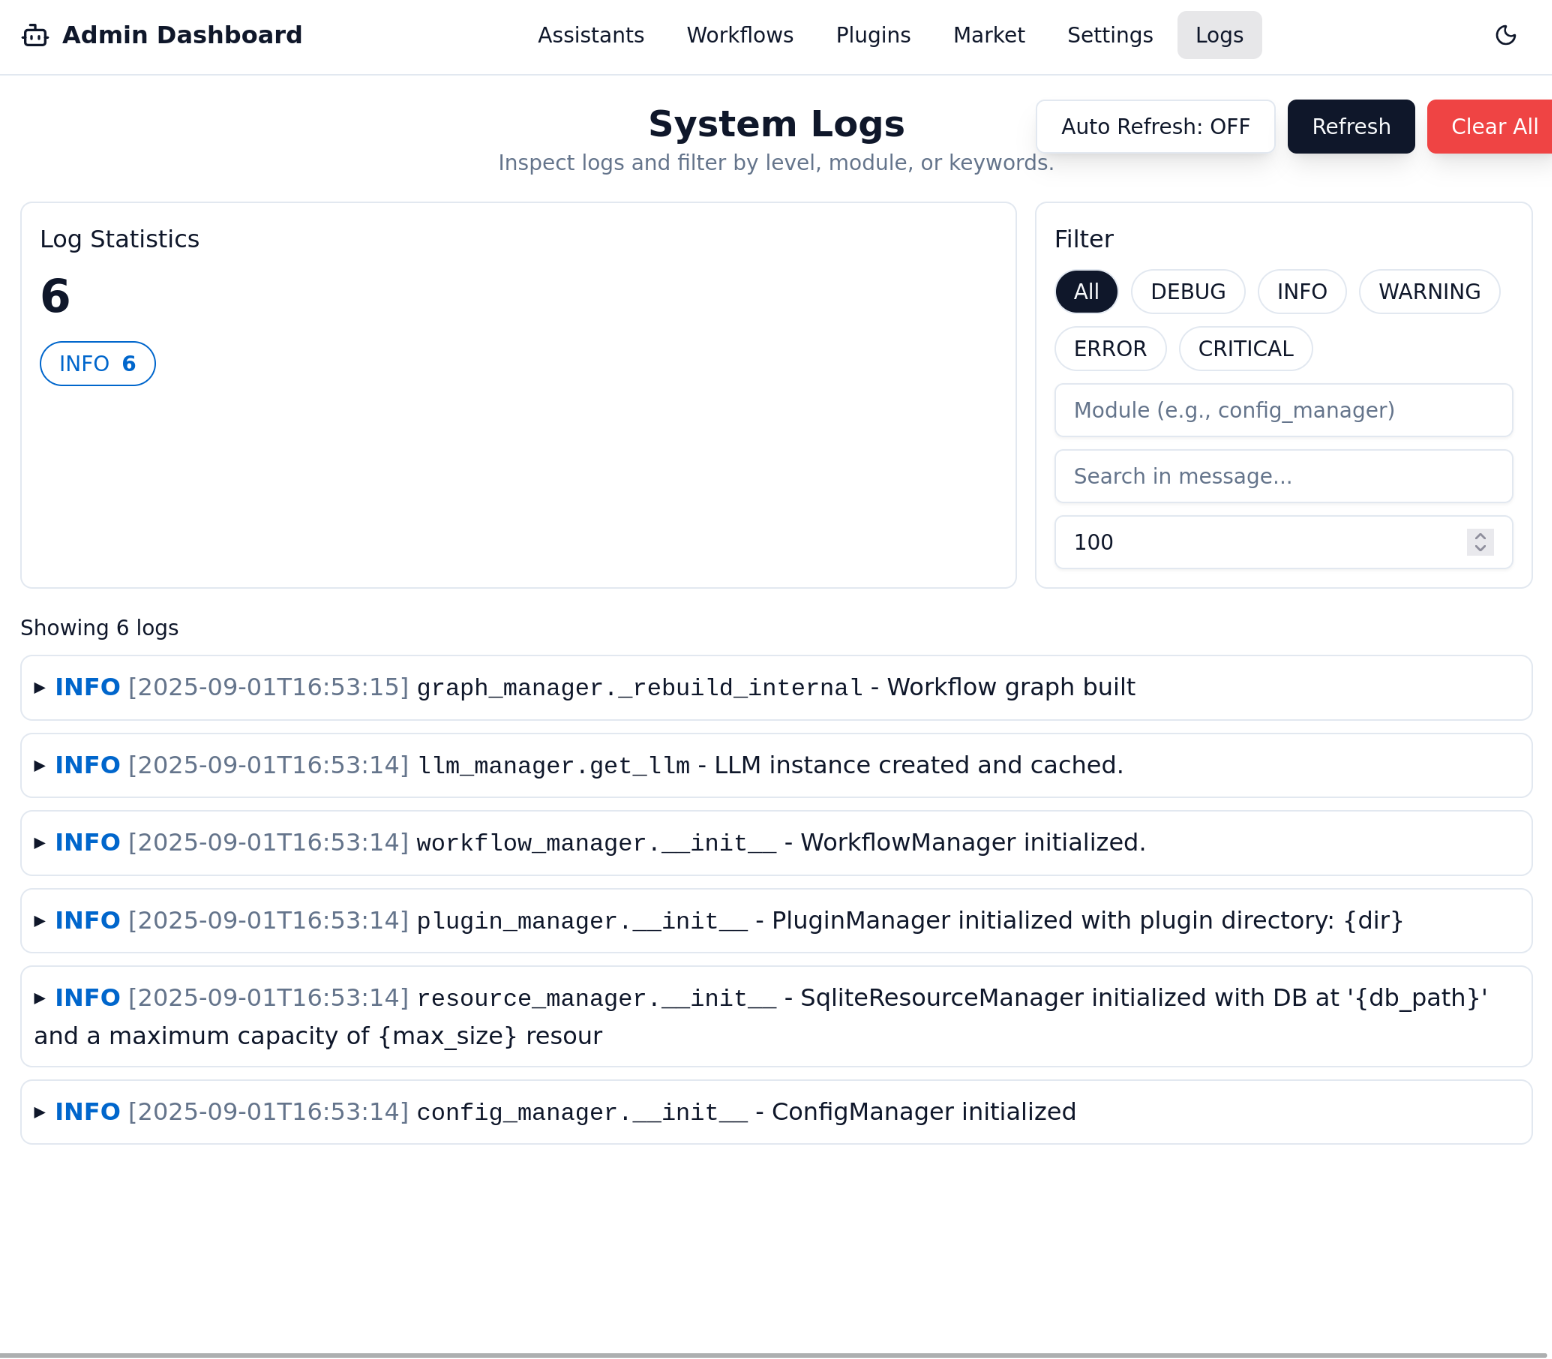 Admin Dashboard
Assistants
Workflows
Plugins
Market
Settings
Logs
System Logs
Inspect logs and filter by level, module, or keywords.
Auto Refresh: OFF
Refresh
Clear All
Log Statistics
6
INFO 6
Filter
All
DEBUG
INFO
WARNING
ERROR
CRITICAL
Module (e.g., config_manager)
Search in message...
100
Showing 6 logs
▸ INFO [2025-09-01T16:53:15] graph_manager._rebuild_internal - Workflow graph built
▸ INFO [2025-09-01T16:53:14] llm_manager.get_llm - LLM instance created and cached.
▸ INFO [2025-09-01T16:53:14] workflow_manager.__init__ - WorkflowManager initialized.
▸ INFO [2025-09-01T16:53:14] plugin_manager.__init__ - PluginManager initialized with plugin directory: {dir}
▸ INFO [2025-09-01T16:53:14] resource_manager.__init__ - SqliteResourceManager initialized with DB at '{db_path}'
and a maximum capacity of {max_size} resour
▸ INFO [2025-09-01T16:53:14] config_manager.__init__ - ConfigManager initialized